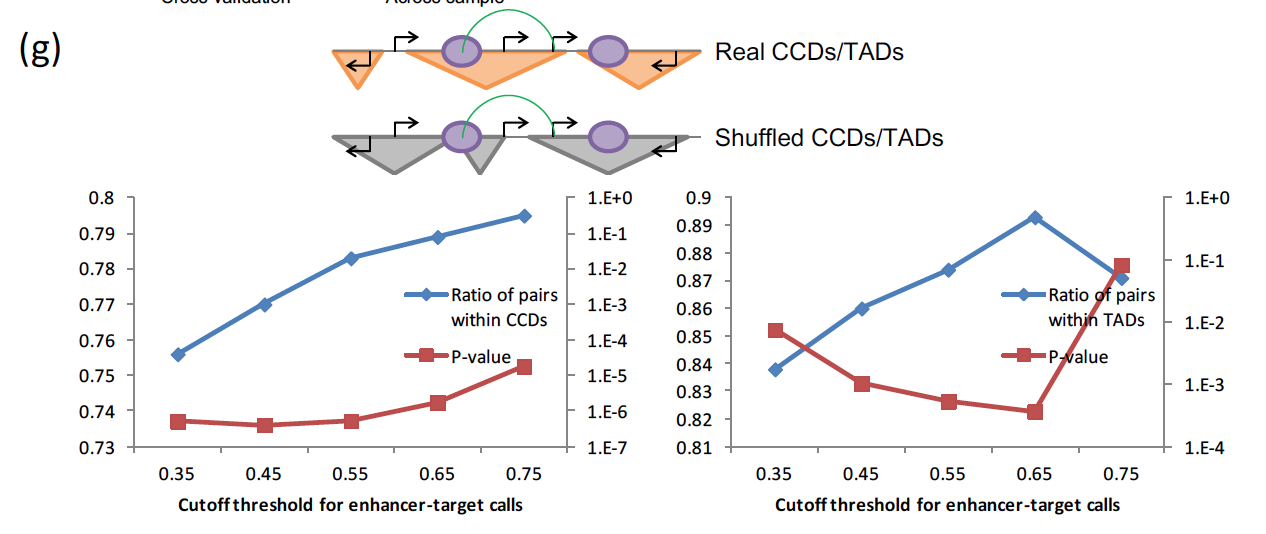 Cross validation Across sample
(g)
Real CCDs/TADs
Shuffled CCDs/TADs
0.8
0.79
0.78
0.77
0.76
0.75
0.74
0.73
1.E+0
1.E-1
1.E-2
1.E-3
1.E-4
1.E-5
1.E-6
1.E-7
Ratio of pairs
within CCDs
P-value
0.35 0.45 0.55 0.65 0.75
Cutoff threshold for enhancer-target calls
0.9
0.89
0.88
0.87
0.86
0.85
0.84
0.83
0.82
0.81
1.E+0
1.E-1
1.E-2
1.E-3
1.E-4
Ratio of pairs
within TADs
P-value
0.35 0.45 0.55 0.65 0.75
Cutoff threshold for enhancer-target calls